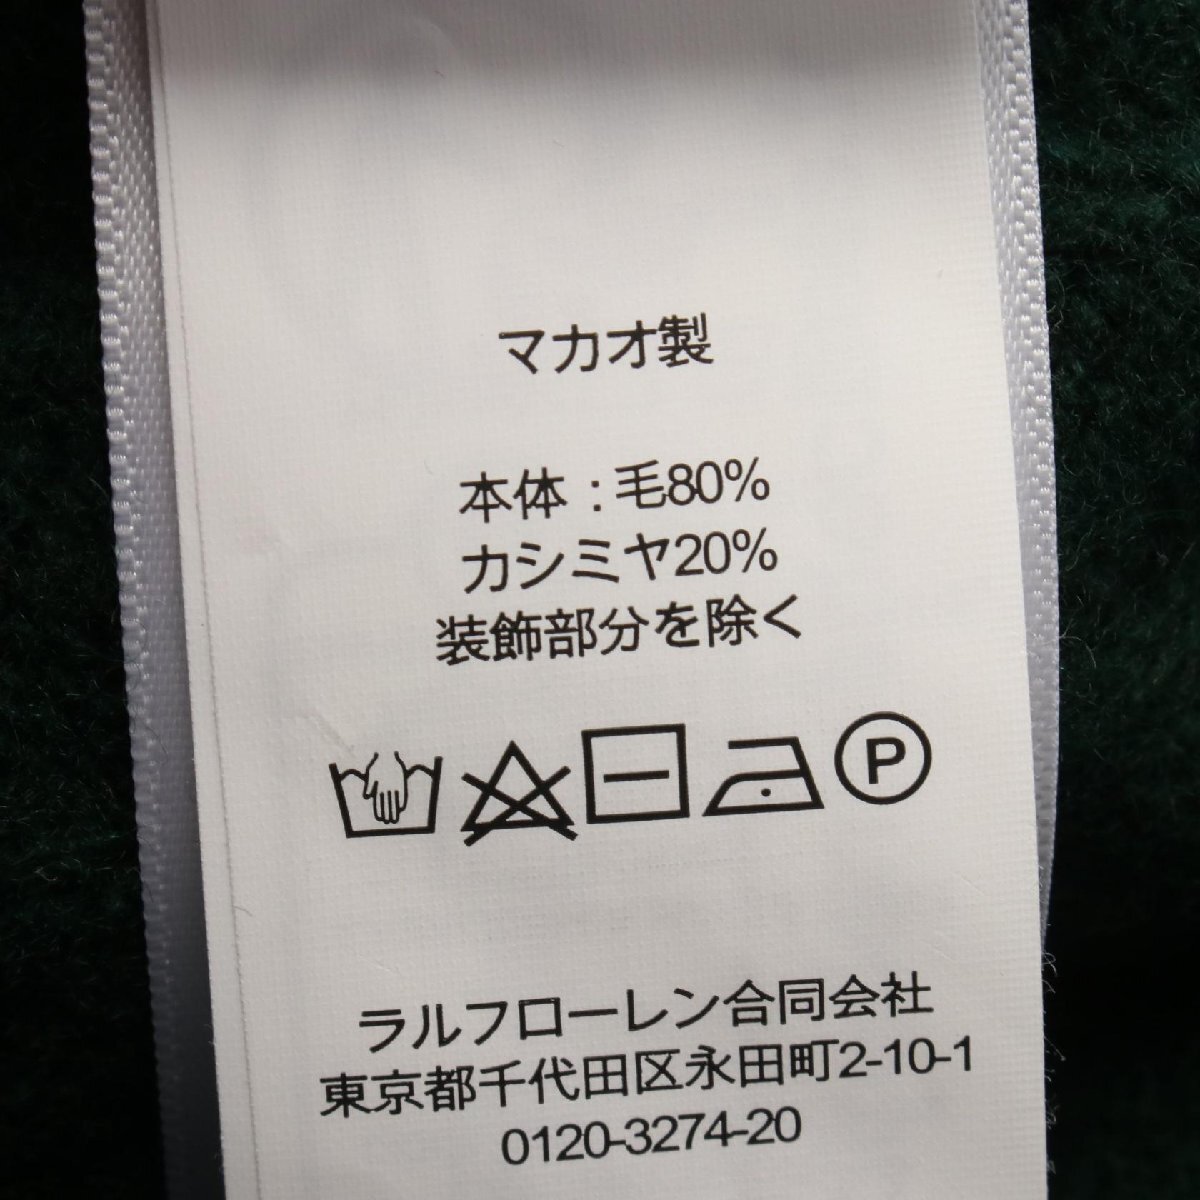 マカオ製
本体：毛80%
カシミヤ20%
装飾部分を除く
P
ラルフローレン合同会社
東京都千代田区永田町2-10-1
0120-3274-20